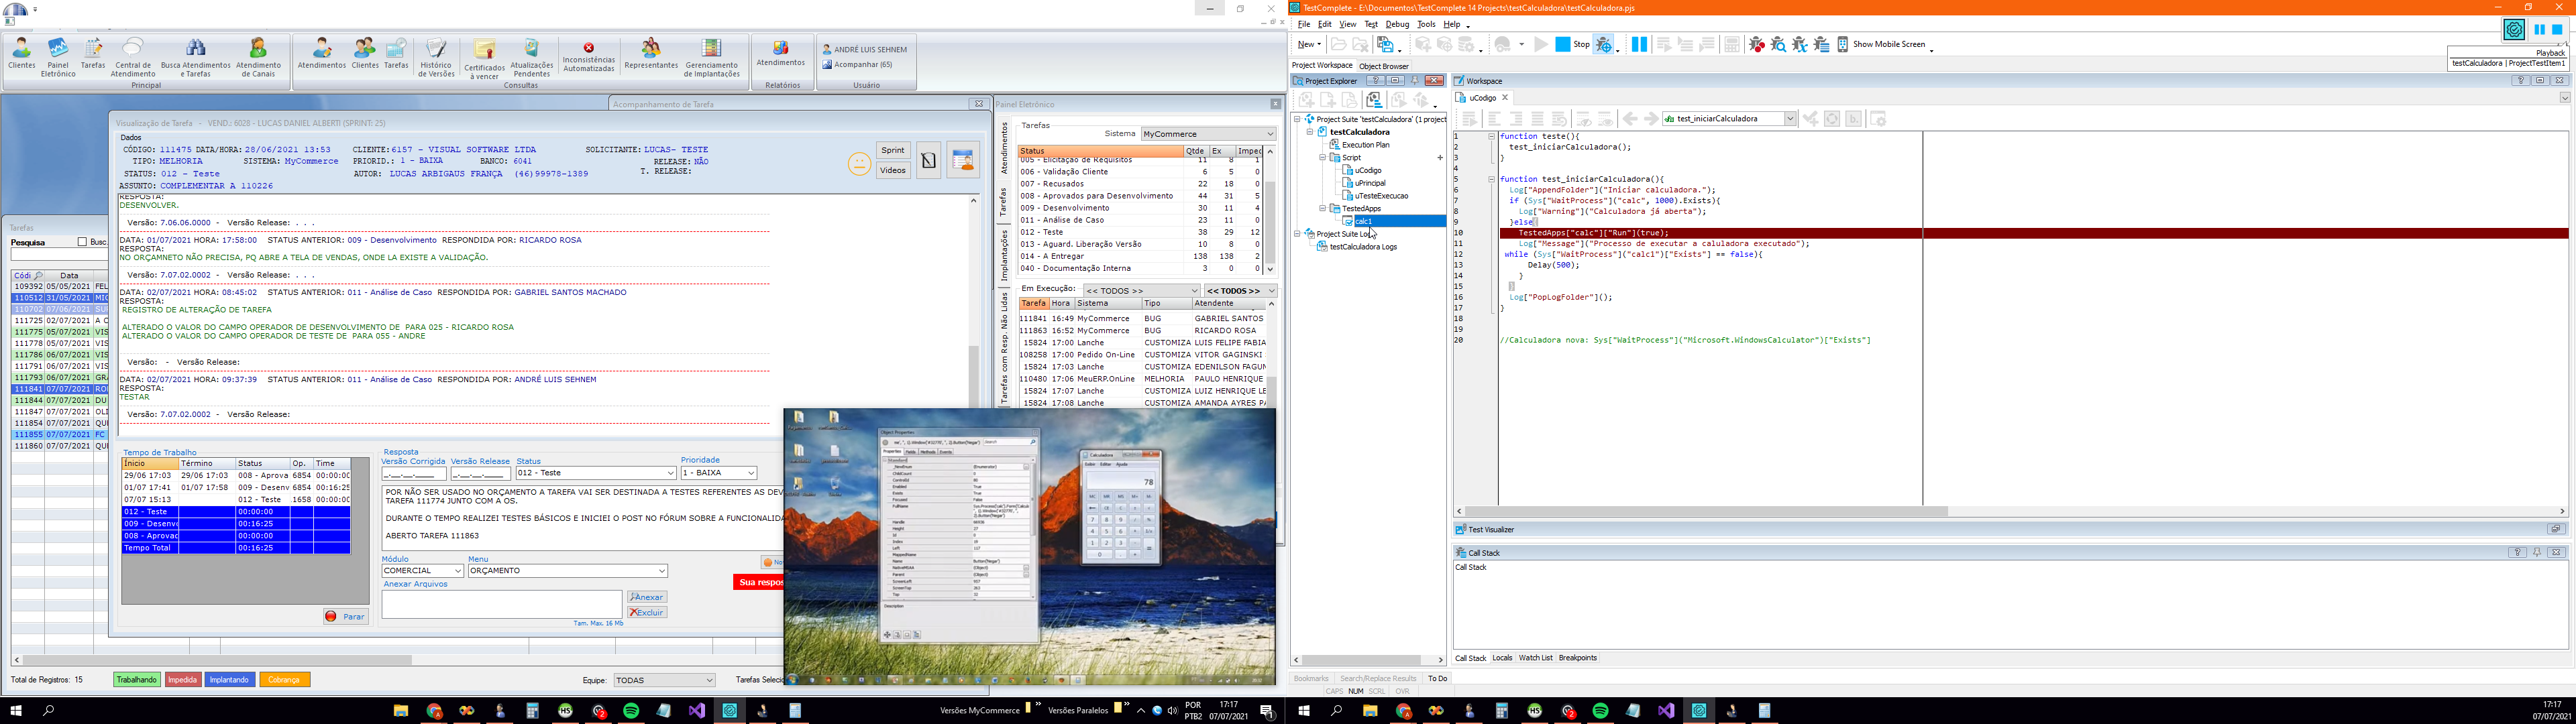 TestComplete - E:\Documentos\TestComplete 14 Projects\testCalculadora\testCalculadora.pjs
File Edit View Test Debug Tools Help
New Stop Show Mobile Screen
Playback
testCalculadora | ProjectTestItem1
Project Workspace Object Browser
Clientes
Painel Eletrônico
Tarefas
Central de Atendimento
Busca Atendimentos e Tarefas
Atendimento de Canais
Principal
Atendimentos
Clientes
Tarefas
Histórico de Versões
Certificados à vencer
Atualizações Pendentes
Inconsistências Automatizadas
Representantes
Gerenciamento de Implantações
Consultas
Atendimentos
Relatórios
ANDRÉ LUIS SEHNEM
Acompanhar (65)
Usuário
Acompanhamento de Tarefa
Visualização de Tarefa - VEND.: 6028 - LUCAS DANIEL ALBERTI (SPRINT: 25)
Dados
CÓDIGO: 111475 DATA/HORA: 28/06/2021 13:53 CLIENTE: 6157 - VISUAL SOFTWARE LTDA SOLICITANTE: LUCAS- TESTE
TIPO: MELHORIA SISTEMA: MyCommerce PRIORID.: 1 - BAIXA BANCO: 6041 RELEASE: NÃO
STATUS: 012 - Teste AUTOR: LUCAS ARBIGAUS FRANÇA (46)99978-1389 T. RELEASE:
ASSUNTO: COMPLEMENTAR A 110226
Sprint
Videos
RESPOSTA:
DESENVOLVER.
Versão: 7.06.06.0000 - Versão Release: . . .
DATA: 01/07/2021 HORA: 17:58:00 STATUS ANTERIOR: 009 - Desenvolvimento RESPONDIDA POR: RICARDO ROSA
RESPOSTA:
NO ORÇAMNETO NÃO PRECISA, PQ ABRE A TELA DE VENDAS, ONDE LA EXISTE A VALIDAÇÃO.
Versão: 7.07.02.0002 - Versão Release: . . .
DATA: 02/07/2021 HORA: 08:45:02 STATUS ANTERIOR: 011 - Análise de Caso RESPONDIDA POR: GABRIEL SANTOS MACHADO
RESPOSTA:
REGISTRO DE ALTERAÇÃO DE TAREFA
ALTERADO O VALOR DO CAMPO OPERADOR DE DESENVOLVIMENTO DE PARA 025 - RICARDO ROSA
ALTERADO O VALOR DO CAMPO OPERADOR DE TESTE DE PARA 055 - ANDRE
Versão: - Versão Release:
DATA: 02/07/2021 HORA: 09:37:39 STATUS ANTERIOR: 011 - Análise de Caso RESPONDIDA POR: ANDRÉ LUIS SEHNEM
RESPOSTA:
TESTAR
Versão: 7.07.02.0002 - Versão Release:
Tarefas
Pesquisa Busc.
Códi Data
109392 05/05/2021 FEL
110512 31/05/2021 MIC
110702 07/06/2021
111725 02/07/2021 A C
111775 05/07/2021 VIS
111778 05/07/2021 VIS
111786 06/07/2021 VIS
111791 06/07/2021 VIS
111793 06/07/2021 GRA
111841 07/07/2021
111844 07/07/2021 DU
111847 07/07/2021 OLI
111854 07/07/2021 QUI
111855 07/07/2021 FC
111860 07/07/2021 QUI
Tempo de Trabalho
Início Término Status Op. Time
29/06 17:03 29/06 17:03 008 - Aprova 6854 00:00:00
01/07 17:41 01/07 17:58 009 - Desenv 6854 00:16:25
07/07 15:13 012 - Teste .1658 00:00:00
012 - Teste 00:00:00
009 - Desenvo 00:16:25
008 - Aprovac 00:00:00
Tempo Total 00:16:25
Parar
Resposta
Versão Corrigida Versão Release Status Prioridade
012 - Teste 1 - BAIXA
POR NÃO SER USADO NO ORÇAMENTO A TAREFA VAI SER DESTINADA A TESTES REFERENTES AS DEV
TAREFA 111774 JUNTO COM A OS.
DURANTE O TEMPO REALIZEI TESTES BÁSICOS E INICIEI O POST NO FÓRUM SOBRE A FUNCIONALIDA
ABERTO TAREFA 111863
Módulo Menu
COMERCIAL ORÇAMENTO
Anexar Arquivos
Anexar
Excluir
Tam. Max. 16 Mb
Sua respos
Total de Registros: 15 Trabalhando Impedida Implantando Cobrança Equipe: TODAS Tarefas Selecio
Painel Eletrônico
Atendimentos
Tarefas
Implantações
Tarefas com Resp. Não Lidas
Tarefas
Sistema MyCommerce
Status Qtde Ex Impec
005 - Elicitação de Requisitos 11 8 1
006 - Validação Cliente 6 5 0
007 - Recusados 22 18 0
008 - Aprovados para Desenvolvimento 44 31 5
009 - Desenvolvimento 30 11 4
011 - Análise de Caso 23 11 0
012 - Teste 38 29 12
013 - Aguard. Liberação Versão 10 8 0
014 - A Entregar 138 138 2
040 - Documentação Interna 3 0 0
Em Execução: << TODOS >> << TODOS >>
Tarefa Hora Sistema Tipo Atendente
111841 16:49 MyCommerce BUG GABRIEL SANTOS
111863 16:52 MyCommerce BUG RICARDO ROSA
15824 17:00 Lanche CUSTOMIZA LUIS FELIPE FABIA
108258 17:00 Pedido On-Line CUSTOMIZA VITOR GAGINSKI
15824 17:03 Lanche CUSTOMIZA EDENILSON FAGUN
110480 17:06 MeuERP.OnLine MELHORIA PAULO HENRIQUE
15824 17:07 Lanche CUSTOMIZA LUIZ HENRIQUE LE
15824 17:08 Lanche CUSTOMIZA AMANDA AYRES PA
Object Properties
Properties Fields Methods Events
Calculadora
Exibir Editar Ajuda
78
Project Explorer
Project Suite 'testCalculadora' (1 project
testCalculadora
Execution Plan
Script
uCodigo
uPrincipal
uTesteExecucao
TestedApps
calc1
Project Suite Logs
testCalculadora Logs
Bookmarks Search/Replace Results To Do
Workspace
uCodigo
test_iniciarCalculadora
1 function teste(){
2 test_iniciarCalculadora();
3 }
4
5 function test_iniciarCalculadora(){
6 Log["AppendFolder"]("Iniciar calculadora.");
7 if (Sys["WaitProcess"]("calc", 1000).Exists){
8 Log["Warning"]("Calculadora já aberta");
9 }else{
10 TestedApps["calc"]["Run"](true);
11 Log["Message"]("Processo de executar a caluladora executado");
12 while (Sys["WaitProcess"]("calc1")["Exists"] == false){
13 Delay(500);
14 }
15 }
16 Log["PopLogFolder"]();
17 }
18
19
20 //Calculadora nova: Sys["WaitProcess"]("Microsoft.WindowsCalculator")["Exists"]
Test Visualizer
Call Stack
Call Stack
Call Stack Locals Watch List Breakpoints
CAPS NUM SCRL OVR
Versões MyCommerce Versões Paralelos POR PTB2 17:17 07/07/2021
17:17
07/07/2021